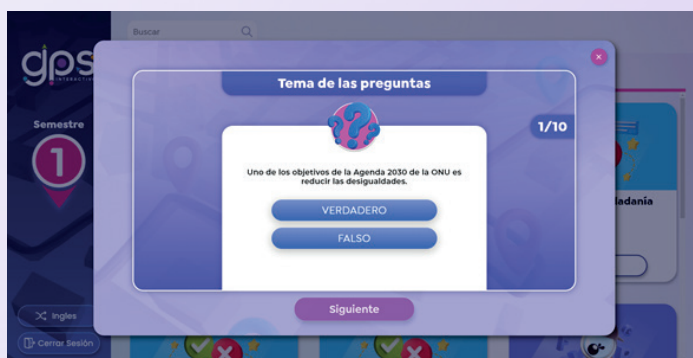 Buscar
gps
INTERACTIVE
Semestre
1
Tema de las preguntas
1/10
Uno de los objetivos de la Agenda 2030 de la ONU es
reducir las desigualdades.
VERDADERO
FALSO
Siguiente
Ingles
Cerrar Sesión